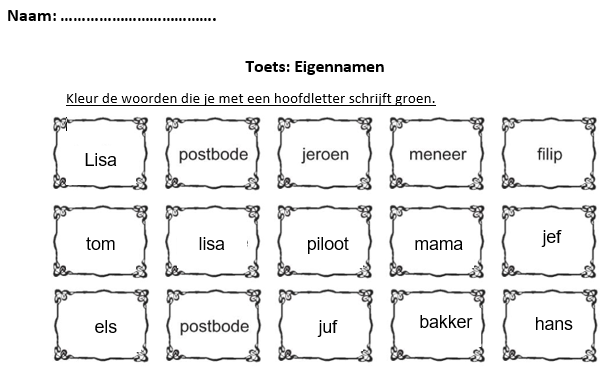 Naam: ………………………………….
Toets: Eigennamen
Kleur de woorden die je met een hoofdletter schrijft groen.
Lisa postbode jeroen meneer filip
tom lisa piloot mama jef
els postbode juf bakker hans